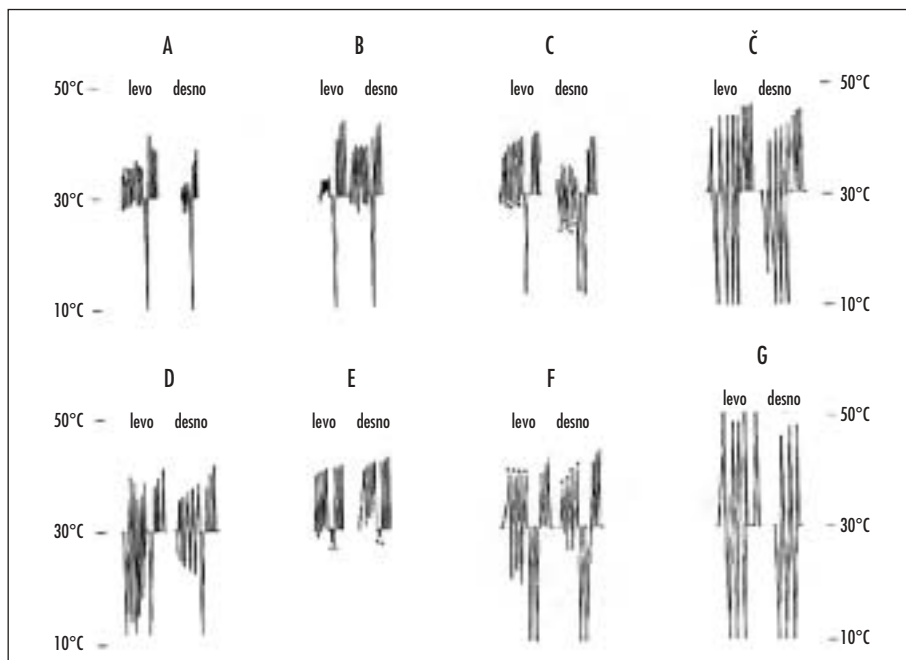 A B C Č
50°C levo desno levo desno levo desno levo desno 50°C
30°C 30°C
10°C 10°C
D E F G
50°C levo desno levo desno levo desno levo desno 50°C
30°C 30°C
10°C 10°C